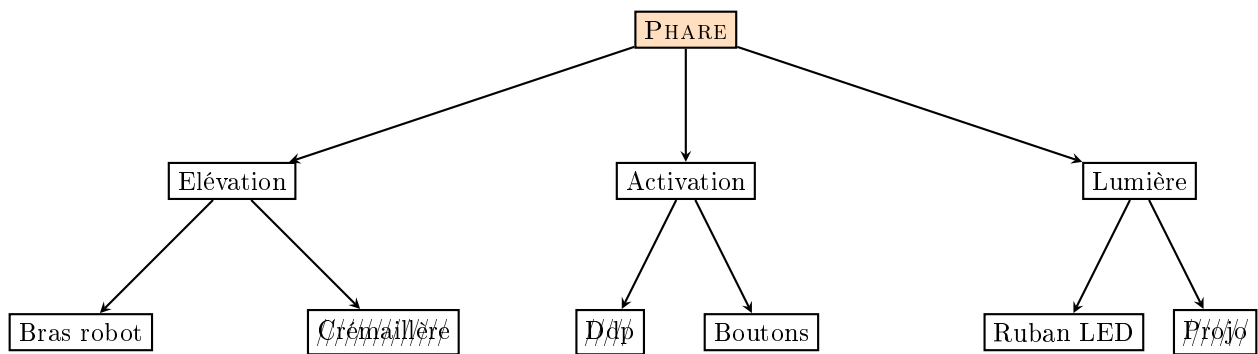 PHARE
Elévation
Activation
Lumière
Bras robot
Crémaillère
Ddp
Boutons
Ruban LED
Projo